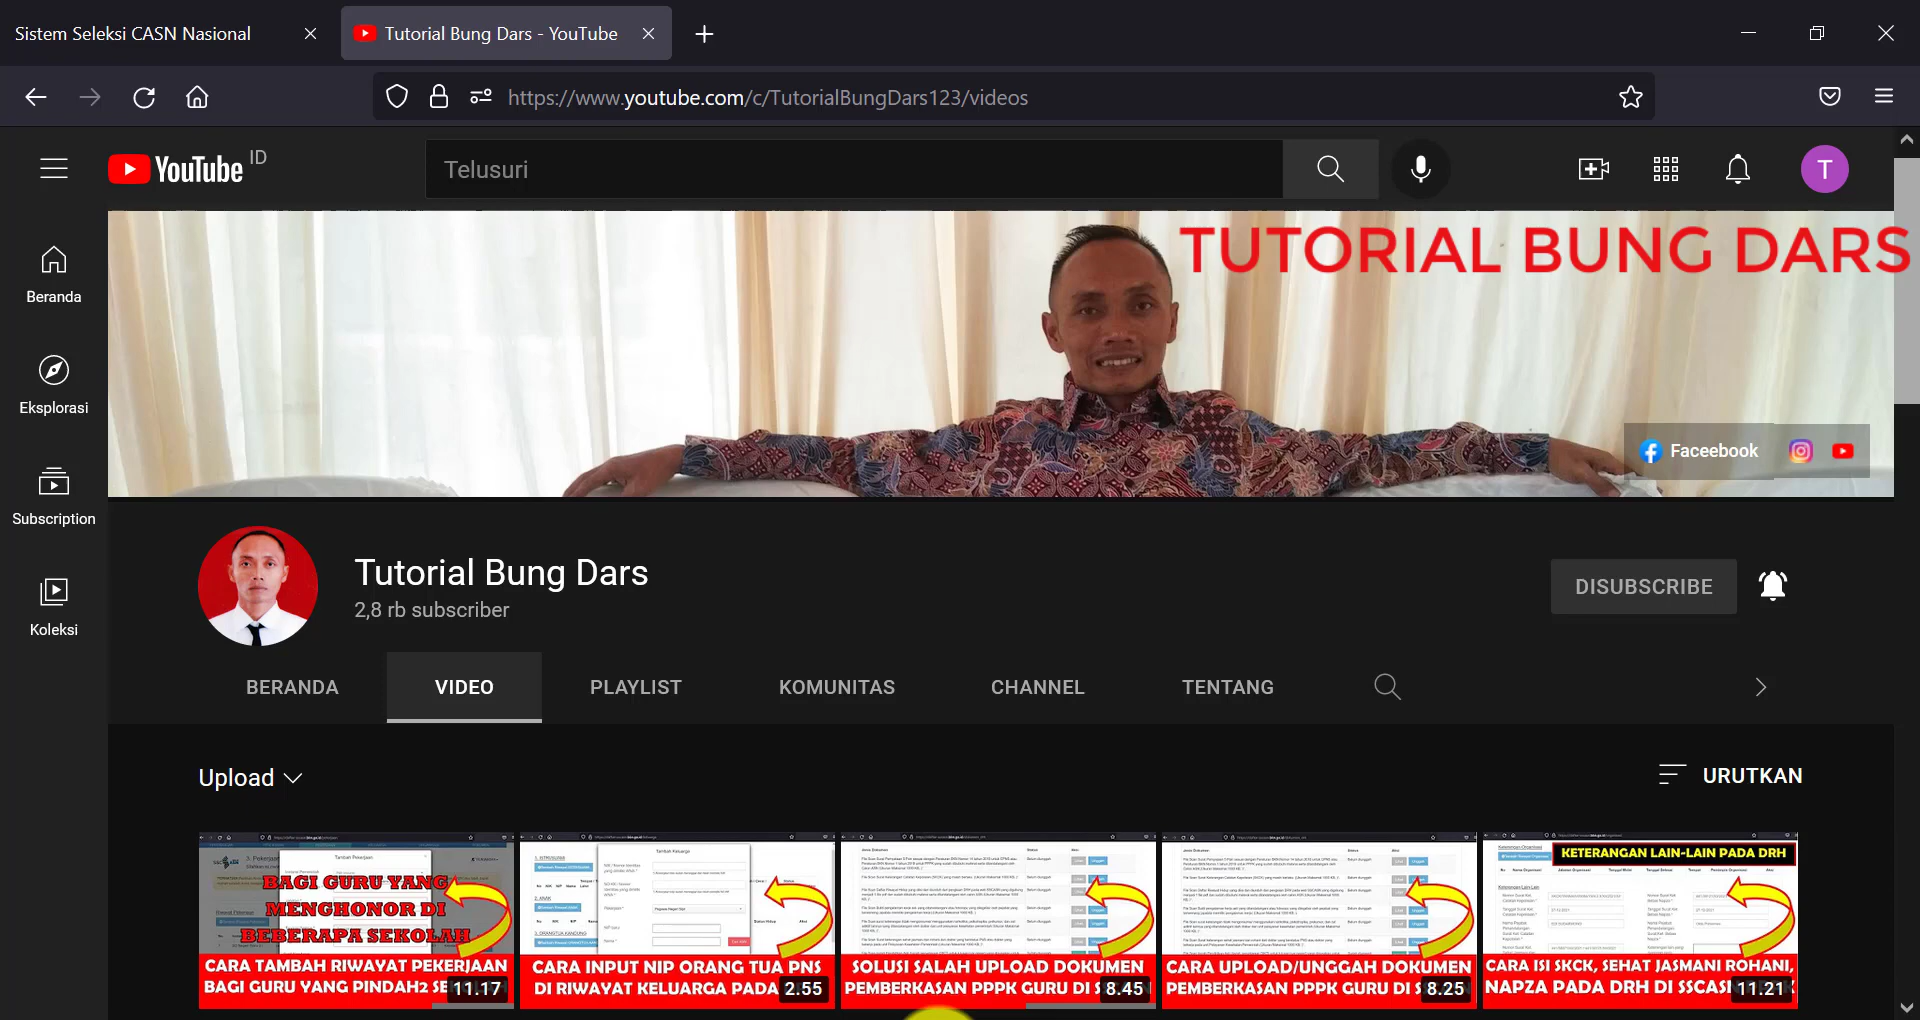 Sistem Seleksi CASN Nasional
Tutorial Bung Dars - YouTube
https://www.youtube.com/c/TutorialBungDars123/videos
YouTube ID
Telusuri
T
TUTORIAL BUNG DARS
Beranda
Eksplorasi
Subscription
Koleksi
Faceebook
Tutorial Bung Dars
2,8 rb subscriber
DISUBSCRIBE
BERANDA
VIDEO
PLAYLIST
KOMUNITAS
CHANNEL
TENTANG
Upload
URUTKAN
BAGI GURU YANG
MENGHONOR DI
BEBERAPA SEKOLAH
CARA TAMBAH RIWAYAT PEKERJAAN
BAGI GURU YANG PINDAH2
11.17
Tambah Keluarga
CARA INPUT NIP ORANG TUA PNS
DI RIWAYAT KELUARGA PADA
2.55
SOLUSI SALAH UPLOAD DOKUMEN
PEMBERKASAN PPPK GURU DI
8.45
CARA UPLOAD/UNGGAH DOKUMEN
PEMBERKASAN PPPK GURU DI
8.25
KETERANGAN LAIN-LAIN PADA DRH
CARA ISI SKCK, SEHAT JASMANI ROHANI,
NAPZA PADA DRH DI SSCASN
11.21